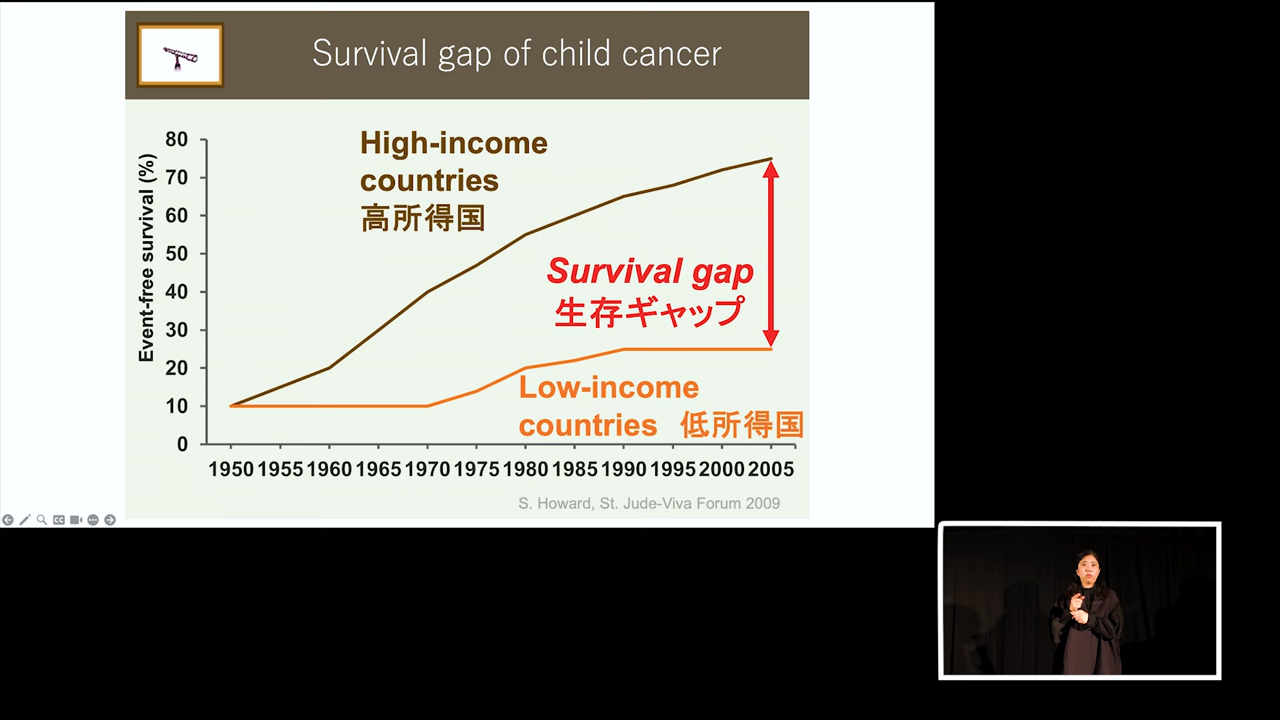 Survival gap of child cancer
Event-free survival (%)
80
70
60
50
40
30
20
10
0
High-income
countries
高所得国
Survival gap
生存ギャップ
Low-income
countries 低所得国
1950 1955 1960 1965 1970 1975 1980 1985 1990 1995 2000 2005
S. Howard, St. Jude-Viva Forum 2009
CC